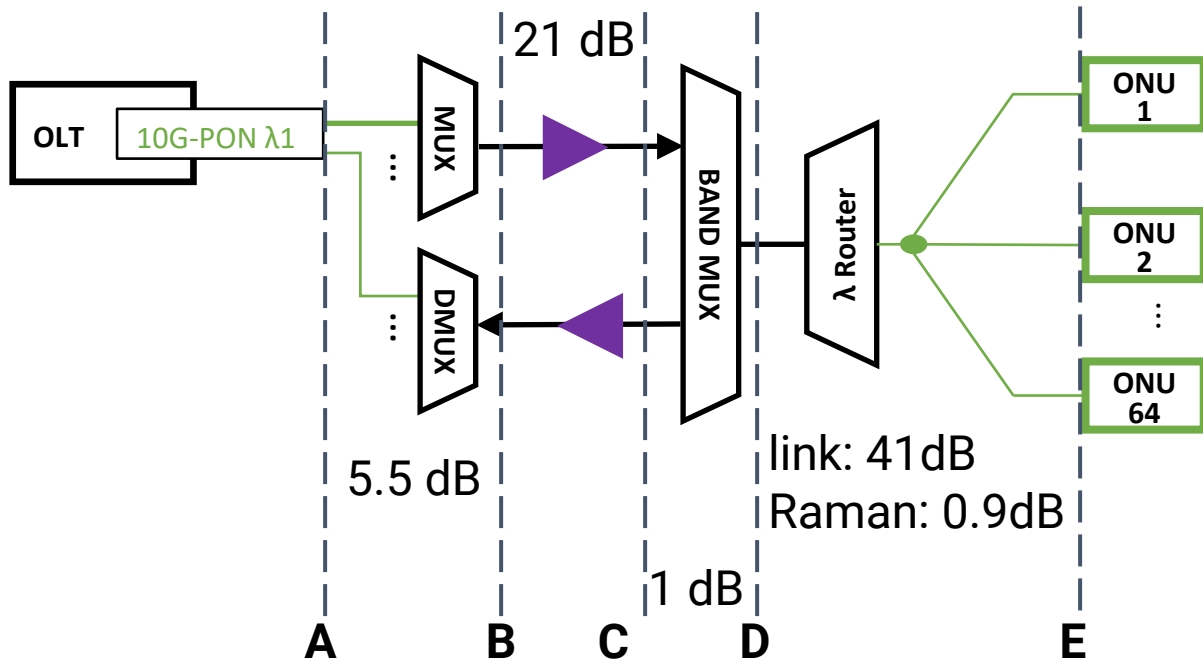 21 dB
OLT
10G-PON λ1
MUX
...
DMUX
...
BAND MUX
λ Router
ONU
1
ONU
2
...
ONU
64
5.5 dB
link: 41dB
Raman: 0.9dB
1 dB
A
B
C
D
E